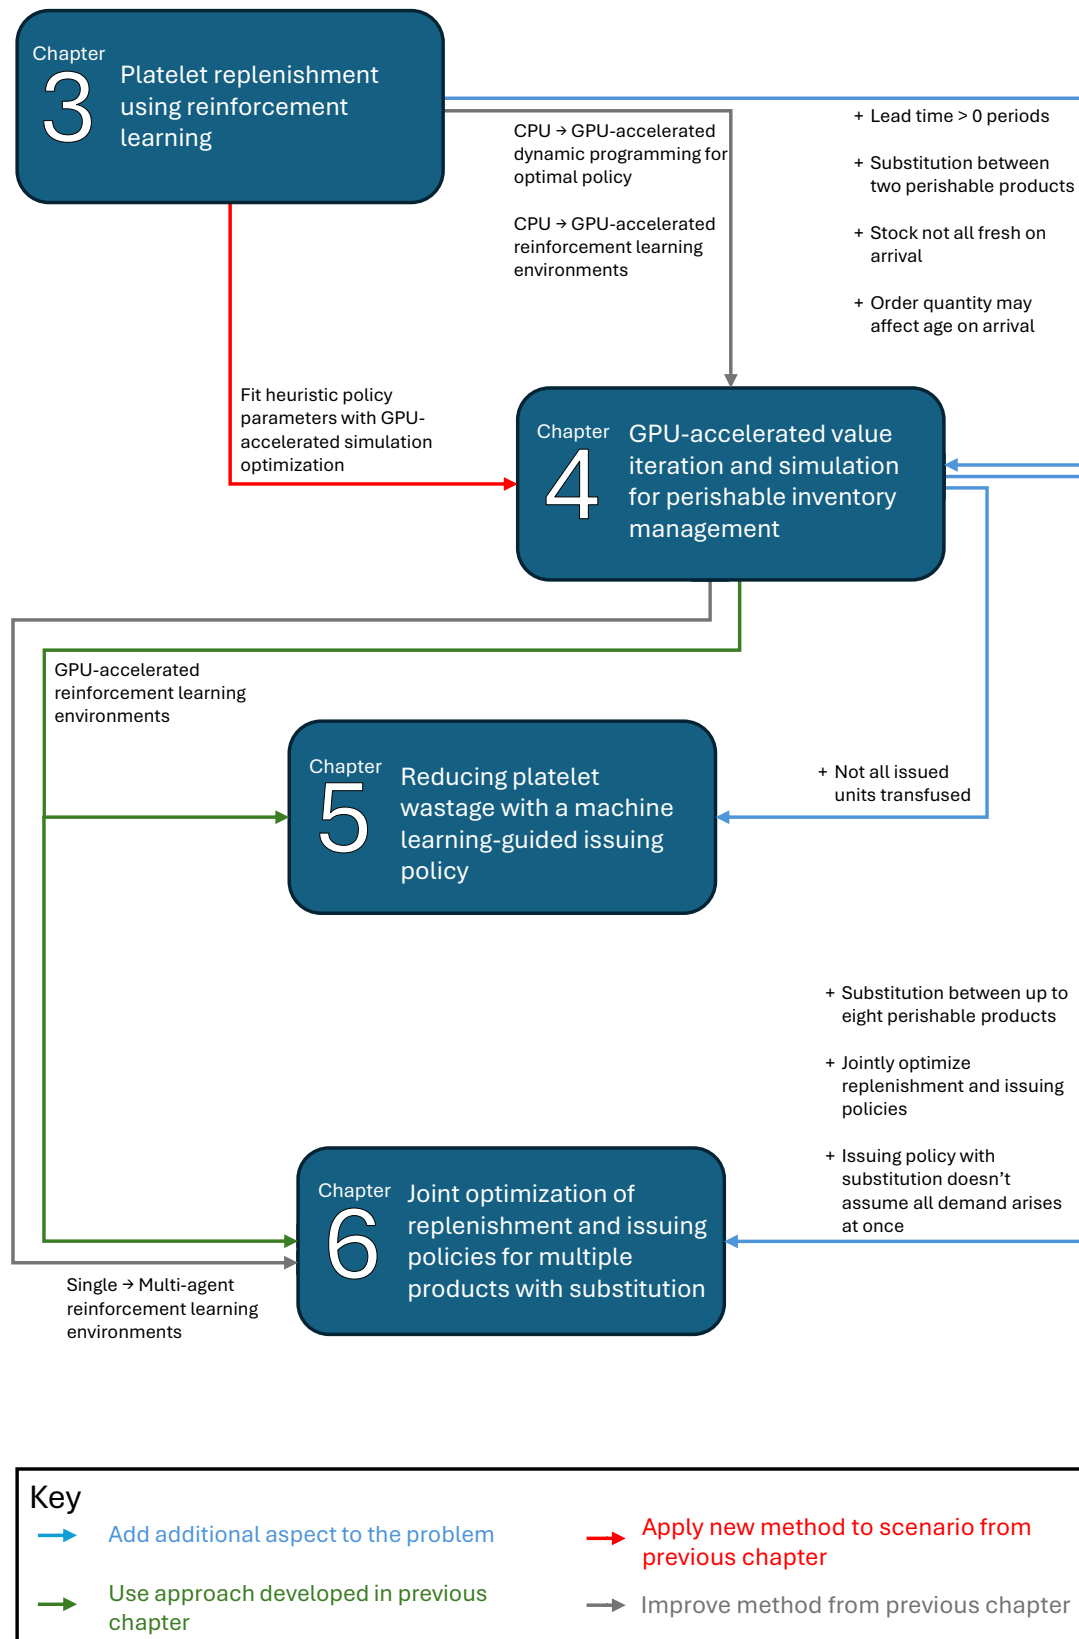 Chapter
3
Platelet replenishment
using reinforcement
learning
CPU → GPU-accelerated
dynamic programming for
optimal policy
CPU → GPU-accelerated
reinforcement learning
environments
+ Lead time > 0 periods
+ Substitution between
two perishable products
+ Stock not all fresh on
arrival
+ Order quantity may
affect age on arrival
Fit heuristic policy
parameters with GPU-
accelerated simulation
optimization
Chapter
4
GPU-accelerated value
iteration and simulation
for perishable inventory
management
GPU-accelerated
reinforcement learning
environments
Chapter
5
Reducing platelet
wastage with a machine
learning-guided issuing
policy
+ Not all issued
units transfused
+ Substitution between up to
eight perishable products
+ Jointly optimize
replenishment and issuing
policies
+ Issuing policy with
substitution doesn't
assume all demand arises
at once
Chapter
6
Joint optimization of
replenishment and issuing
policies for multiple
products with substitution
Single → Multi-agent
reinforcement learning
environments
Key
Add additional aspect to the problem
Apply new method to scenario from
previous chapter
Use approach developed in previous
chapter
Improve method from previous chapter